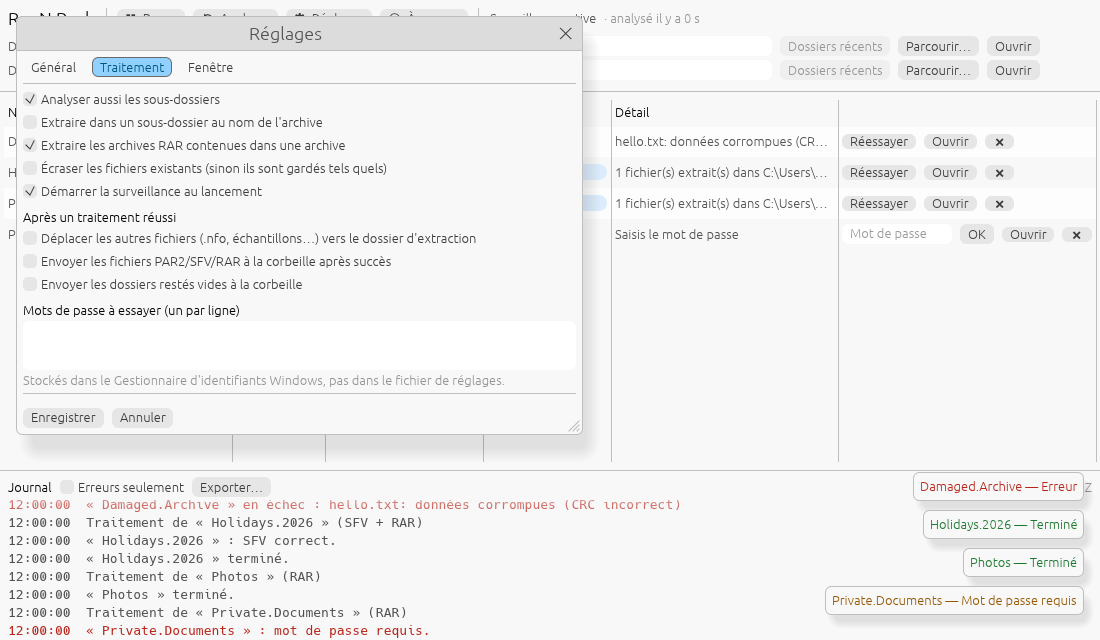 Surveillance active · analysé il y a 0 s
Réglages
Général Traitement Fenêtre
Dossiers récents Parcourir… Ouvrir
Dossiers récents Parcourir… Ouvrir
Analyser aussi les sous-dossiers
Extraire dans un sous-dossier au nom de l'archive
Extraire les archives RAR contenues dans une archive
Écraser les fichiers existants (sinon ils sont gardés tels quels)
Démarrer la surveillance au lancement
Après un traitement réussi
Déplacer les autres fichiers (.nfo, échantillons…) vers le dossier d'extraction
Envoyer les fichiers PAR2/SFV/RAR à la corbeille après succès
Envoyer les dossiers restés vides à la corbeille
Mots de passe à essayer (un par ligne)
Stockés dans le Gestionnaire d'identifiants Windows, pas dans le fichier de réglages.
Enregistrer Annuler
Détail
hello.txt: données corrompues (CR… Réessayer Ouvrir ×
1 fichier(s) extrait(s) dans C:\Users\… Réessayer Ouvrir ×
1 fichier(s) extrait(s) dans C:\Users\… Réessayer Ouvrir ×
Saisis le mot de passe Mot de passe OK Ouvrir ×
Journal Erreurs seulement Exporter…
12:00:00 « Damaged.Archive » en échec : hello.txt: données corrompues (CRC incorrect)
12:00:00 Traitement de « Holidays.2026 » (SFV + RAR)
12:00:00 « Holidays.2026 » : SFV correct.
12:00:00 « Holidays.2026 » terminé.
12:00:00 Traitement de « Photos » (RAR)
12:00:00 « Photos » terminé.
12:00:00 Traitement de « Private.Documents » (RAR)
12:00:00 « Private.Documents » : mot de passe requis.
Damaged.Archive — Erreur
Holidays.2026 — Terminé
Photos — Terminé
Private.Documents — Mot de passe requis